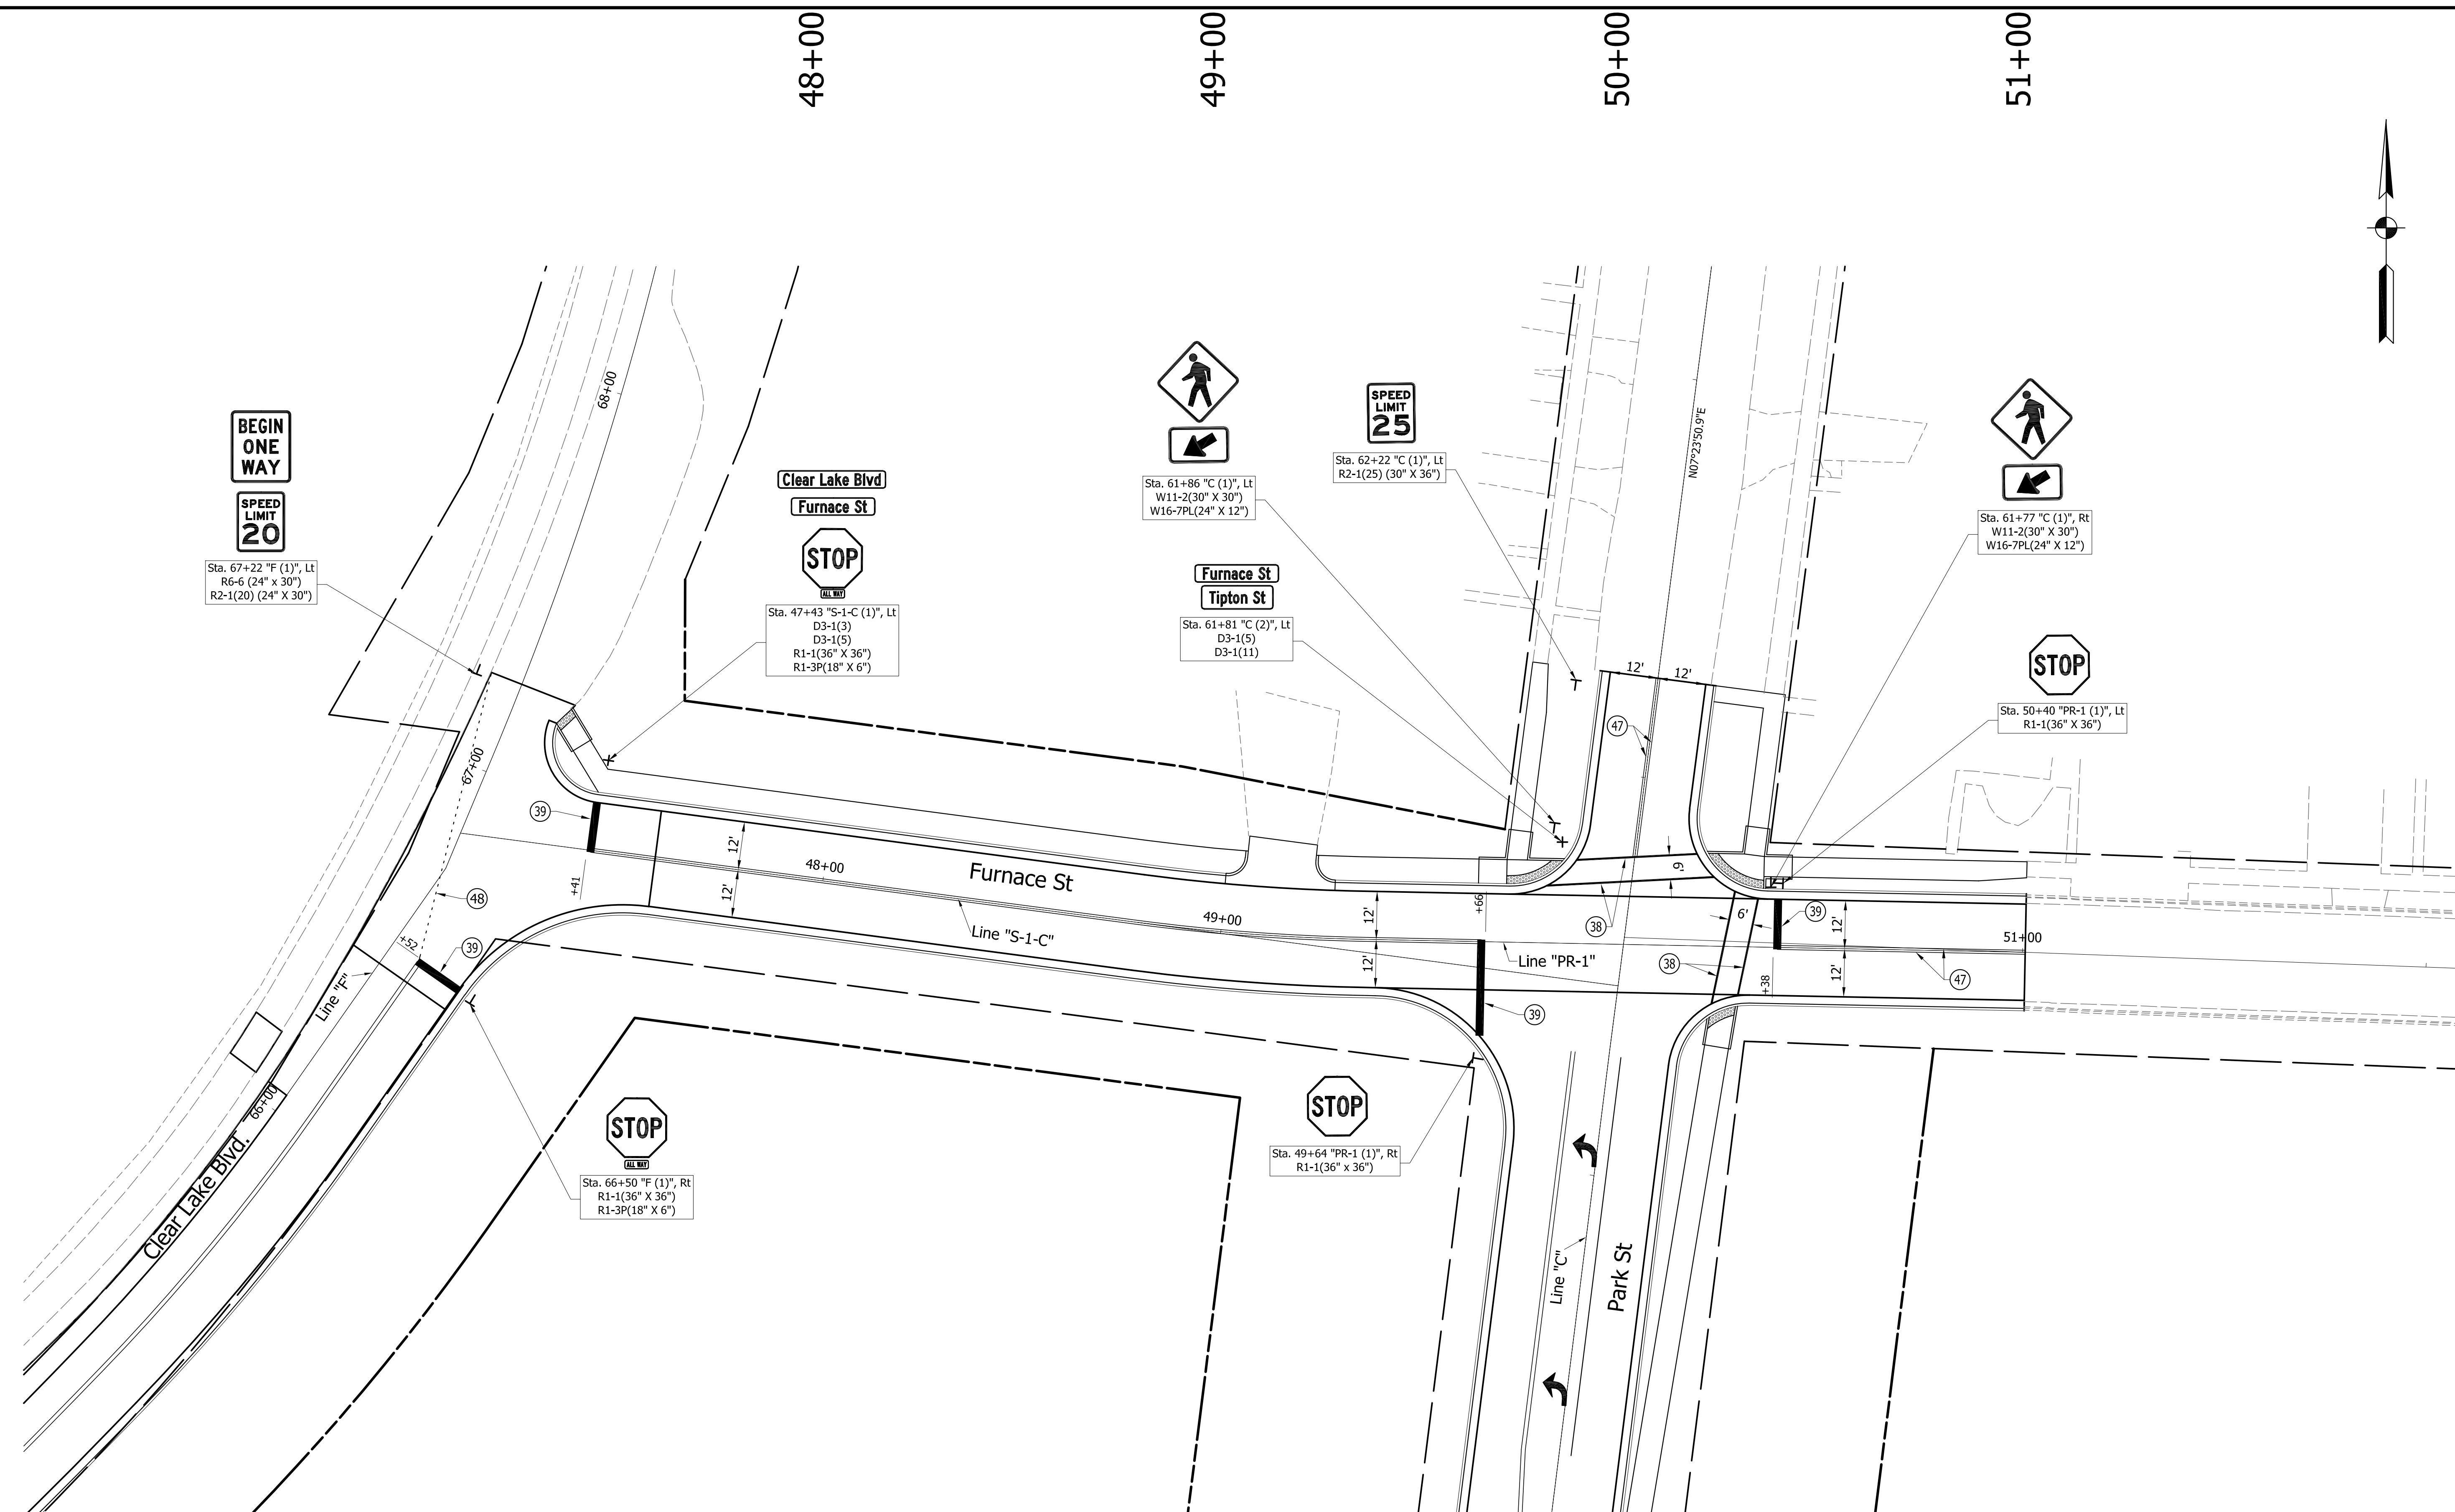 48+00
49+00
50+00
51+00
BEGIN
ONE
WAY
SPEED
LIMIT
20
Sta. 67+22 "F (1)", Lt
R6-6 (24" x 30")
R2-1(20) (24" X 30")
Clear Lake Blvd
Furnace St
STOP
ALL WAY
Sta. 47+43 "S-1-C (1)", Lt
D3-1(3)
D3-1(5)
R1-1(36" X 36")
R1-3P(18" X 6")
Sta. 61+86 "C (1)", Lt
W11-2(30" X 30")
W16-7PL(24" X 12")
SPEED
LIMIT
25
Sta. 62+22 "C (1)", Lt
R2-1(25) (30" X 36")
Furnace St
Tipton St
Sta. 61+81 "C (2)", Lt
D3-1(5)
D3-1(11)
Sta. 61+77 "C (1)", Rt
W11-2(30" X 30")
W16-7PL(24" X 12")
STOP
Sta. 50+40 "PR-1 (1)", Lt
R1-1(36" X 36")
68+00
N07°23'50.9"E
12'
12'
47
67+00
39
+41
48
12'
12'
48+00
Furnace St
49+00
Line "S-1-C"
12'
12'
+66
6'
38
6'
39
12'
12'
51+00
Line "PR-1"
38
+38
47
+52
39
39
Line "F"
66+00
Clear Lake Blvd.
STOP
ALL WAY
Sta. 66+50 "F (1)", Rt
R1-1(36" X 36")
R1-3P(18" X 6")
STOP
Sta. 49+64 "PR-1 (1)", Rt
R1-1(36" x 36")
Line "C"
Park St